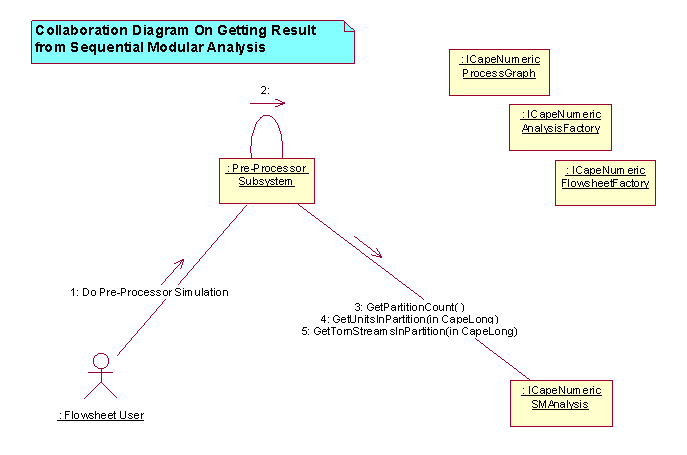 Collaboration Diagram On Getting Result
from Sequential Modular Analysis
: ICapeNumeric
ProcessGraph
2:
: ICapeNumeric
AnalysisFactory
: Pre-Processor
Subsystem
: ICapeNumeric
FlowsheetFactory
1: Do Pre-Processor Simulation
3: GetPartitionCount( )
4: GetUnitsInPartition(in CapeLong)
5: GetTornStreamsInPartition(in CapeLong)
: ICapeNumeric
SMAnalysis
: Flowsheet User